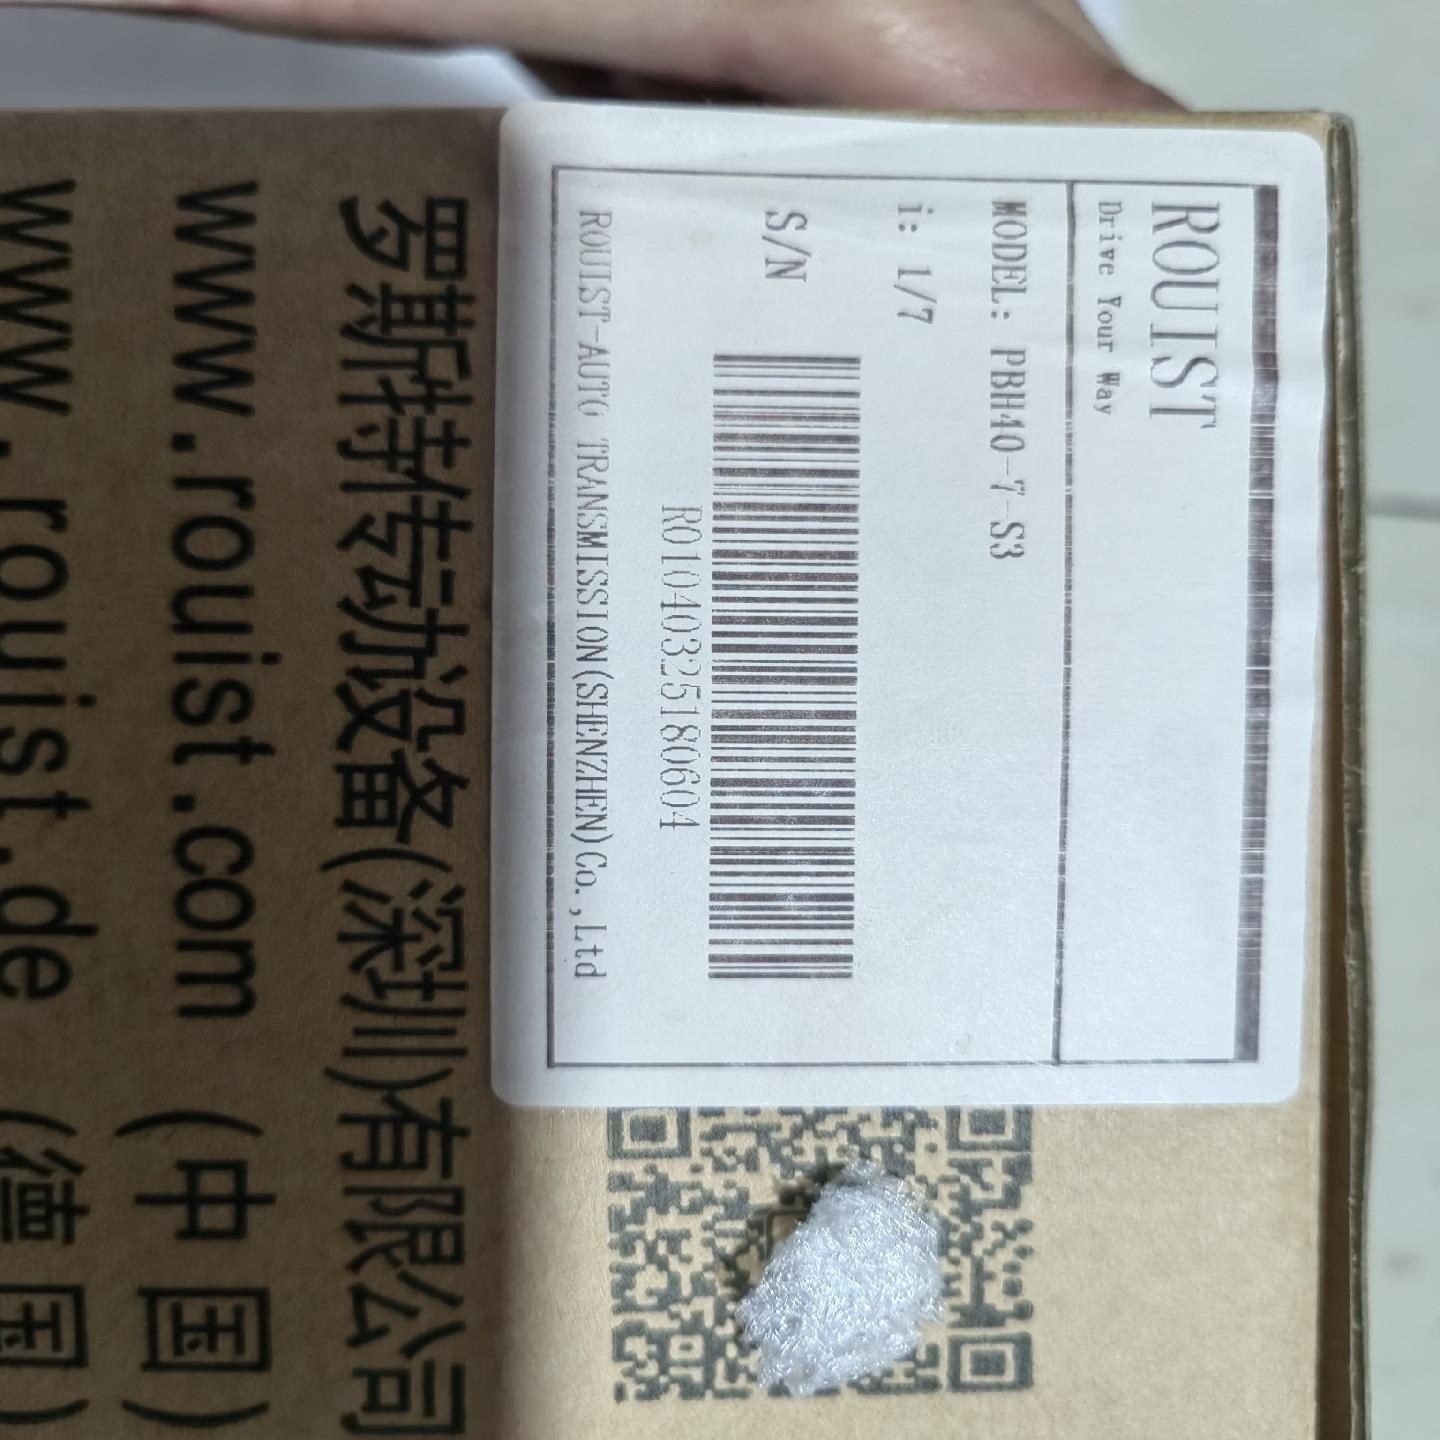 ROUIST
Drive Your Way
MODEL: PBH40-7-S3
i: 1/7
S/N
R01040325180604
ROUIST-AUTO TRANSMISSION(SHENZHEN)Co.,Ltd
罗斯特传动设备(深圳)有限公司
www.rouist.com (中国)
www.rouist.de (德国)